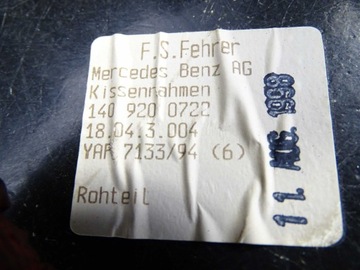 F.S.Fehrer
Mercedes Benz AG
Kissenrahmen
140 920 0722
18.04.3.004
YAF 7133/94 (6)
Rohteil
11. AUG. 1998